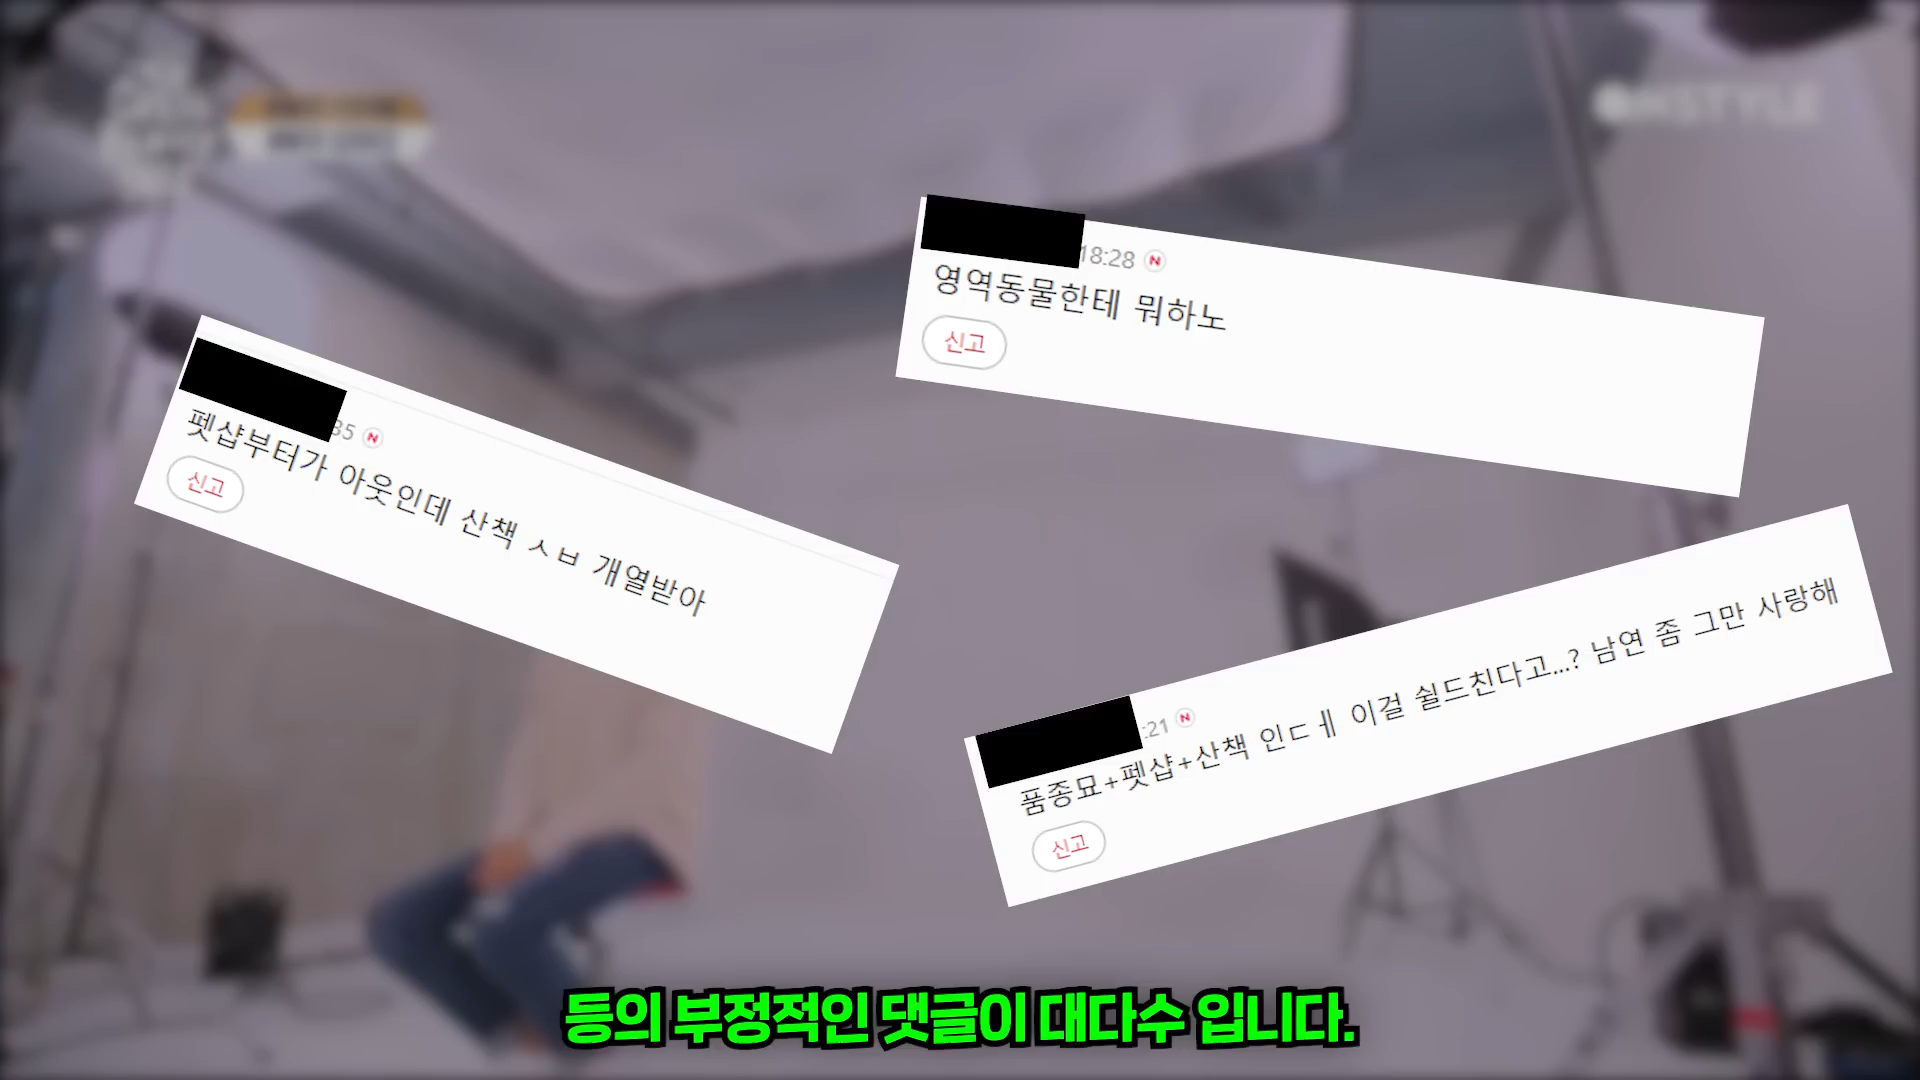 18:28 N
영역동물한테 뭐하노
신고
35 N
펫샵부터가 아웃인데 산책 ㅅㅂ 개열받아
신고
:21 N
품종묘+펫샵+산책 인ㄷㅔ 이걸 쉴드친다고...? 남연 좀 그만 사랑해
신고
등의 부정적인 댓글이 대다수 입니다.